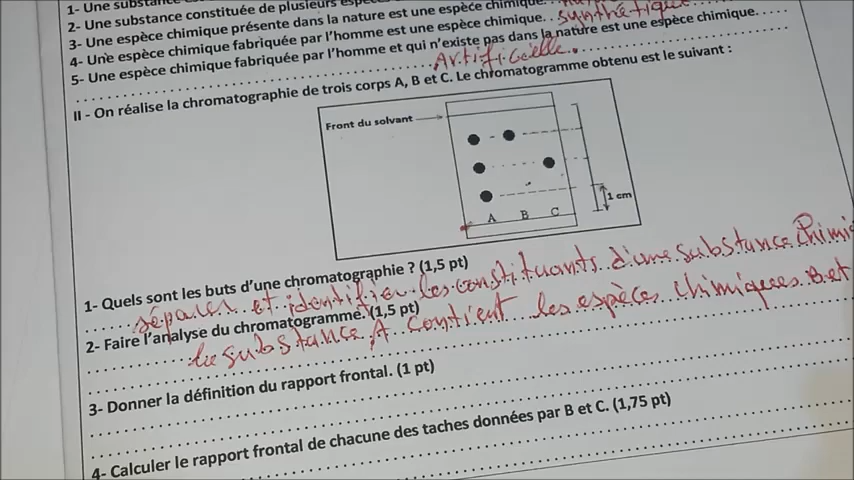 1- Une substance
2- Une substance constituée de plusieurs espèces
3- Une espèce chimique présente dans la nature est une espèce chimique.
4- Une espèce chimique fabriquée par l'homme est une espèce chimique. synthétique
5- Une espèce chimique fabriquée par l'homme et qui n'existe pas dans la nature est une espèce chimique
Artificielle.
II - On réalise la chromatographie de trois corps A, B et C. Le chromatogramme obtenu est le suivant :
Front du solvant
1 cm
A B C
1- Quels sont les buts d'une chromatographie ? (1,5 pt)
séparer et identifier les constituants d'une substance chimi
2- Faire l'analyse du chromatogramme. (1,5 pt)
la substance A contient les espèces chimiques B et
3- Donner la définition du rapport frontal. (1 pt)
4- Calculer le rapport frontal de chacune des taches données par B et C. (1,75 pt)